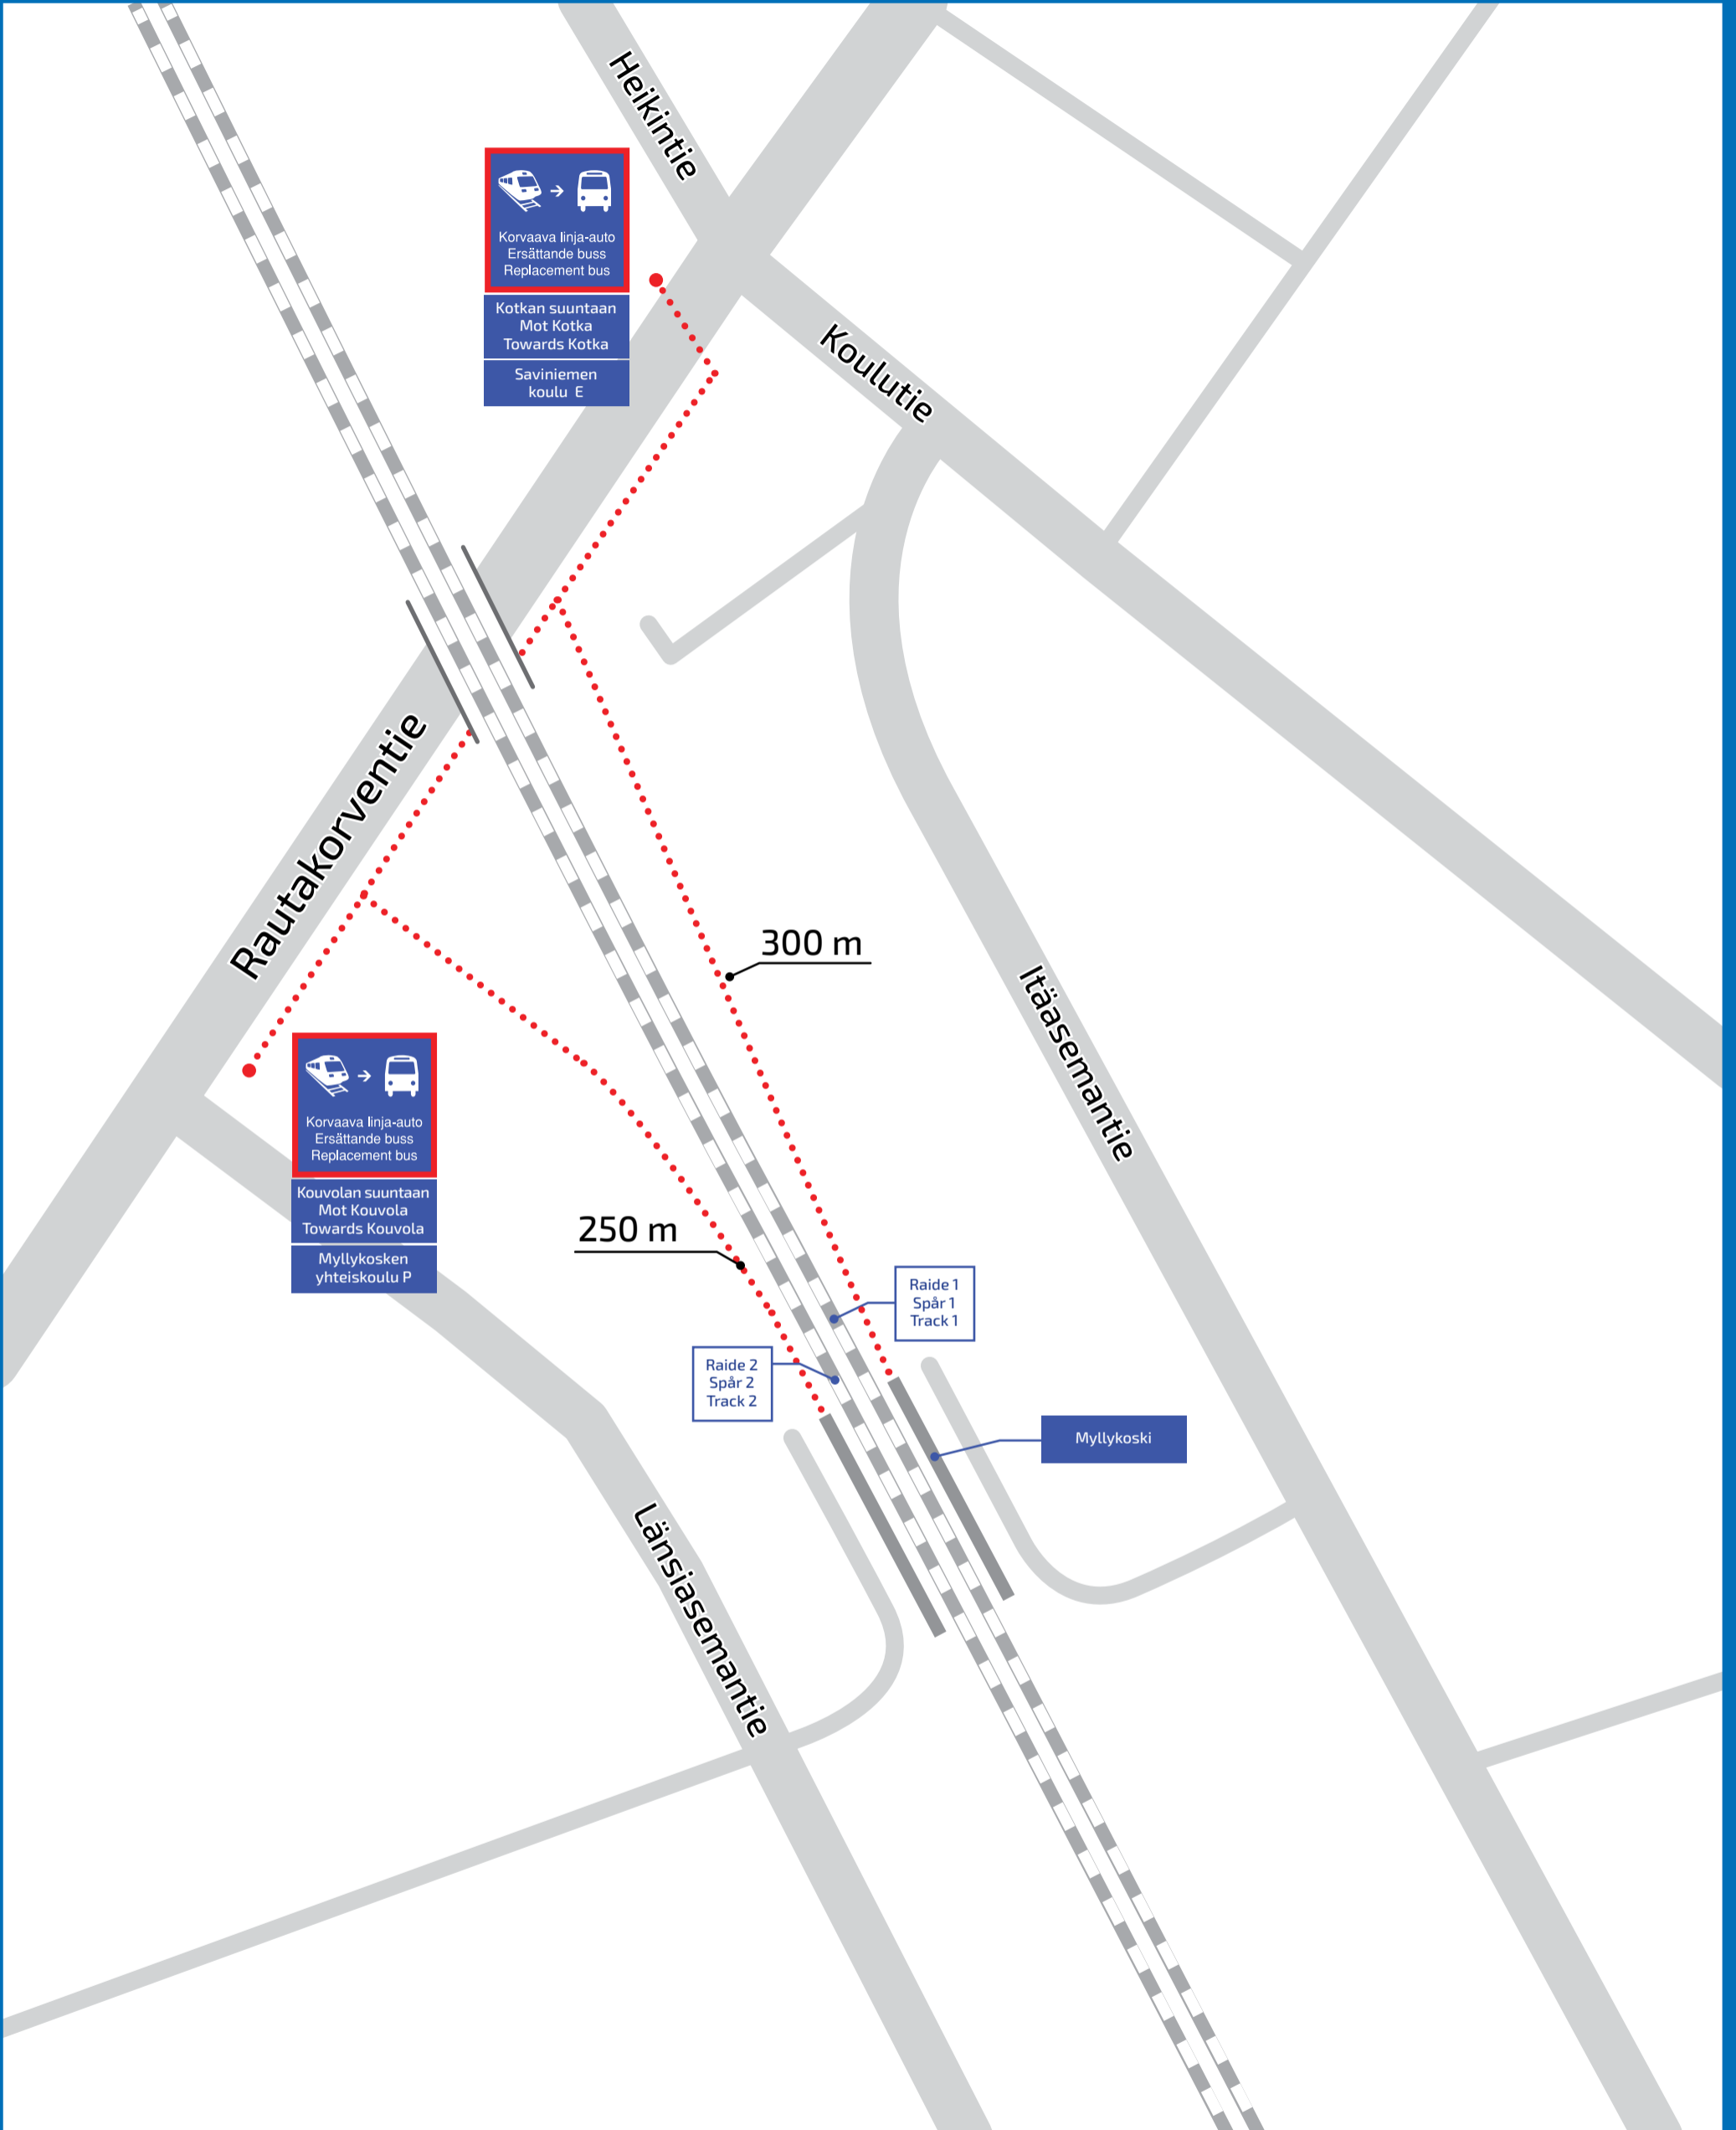 Heikintie
Korvaava linja-auto
Ersättande buss
Replacement bus
Kotkan suuntaan
Mot Kotka
Towards Kotka
Saviniemen
koulu E
Koulutie
Rautakorventie
300 m
Itäasemantie
Korvaava linja-auto
Ersättande buss
Replacement bus
Kouvolan suuntaan
Mot Kouvola
Towards Kouvola
Myllykosken
yhteiskoulu P
250 m
Raide 1
Spår 1
Track 1
Raide 2
Spår 2
Track 2
Myllykoski
Länsiasemantie